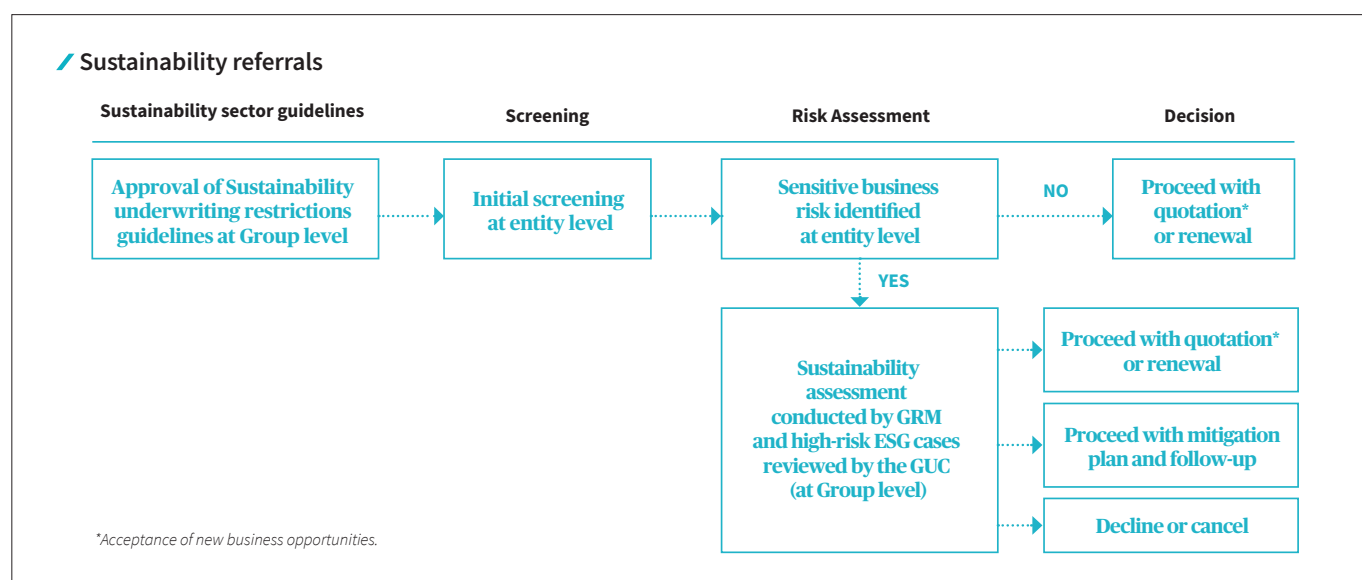 Sustainability referrals
Sustainability sector guidelines
Screening
Risk Assessment
Decision
Approval of Sustainability
underwriting restrictions
guidelines at Group level
Initial screening
at entity level
Sensitive business
risk identified
at entity level
NO
Proceed with
quotation*
or renewal
YES
Sustainability
assessment
conducted by GRM
and high-risk ESG cases
reviewed by the GUC
(at Group level)
Proceed with quotation*
or renewal
Proceed with mitigation
plan and follow-up
Decline or cancel
*Acceptance of new business opportunities.